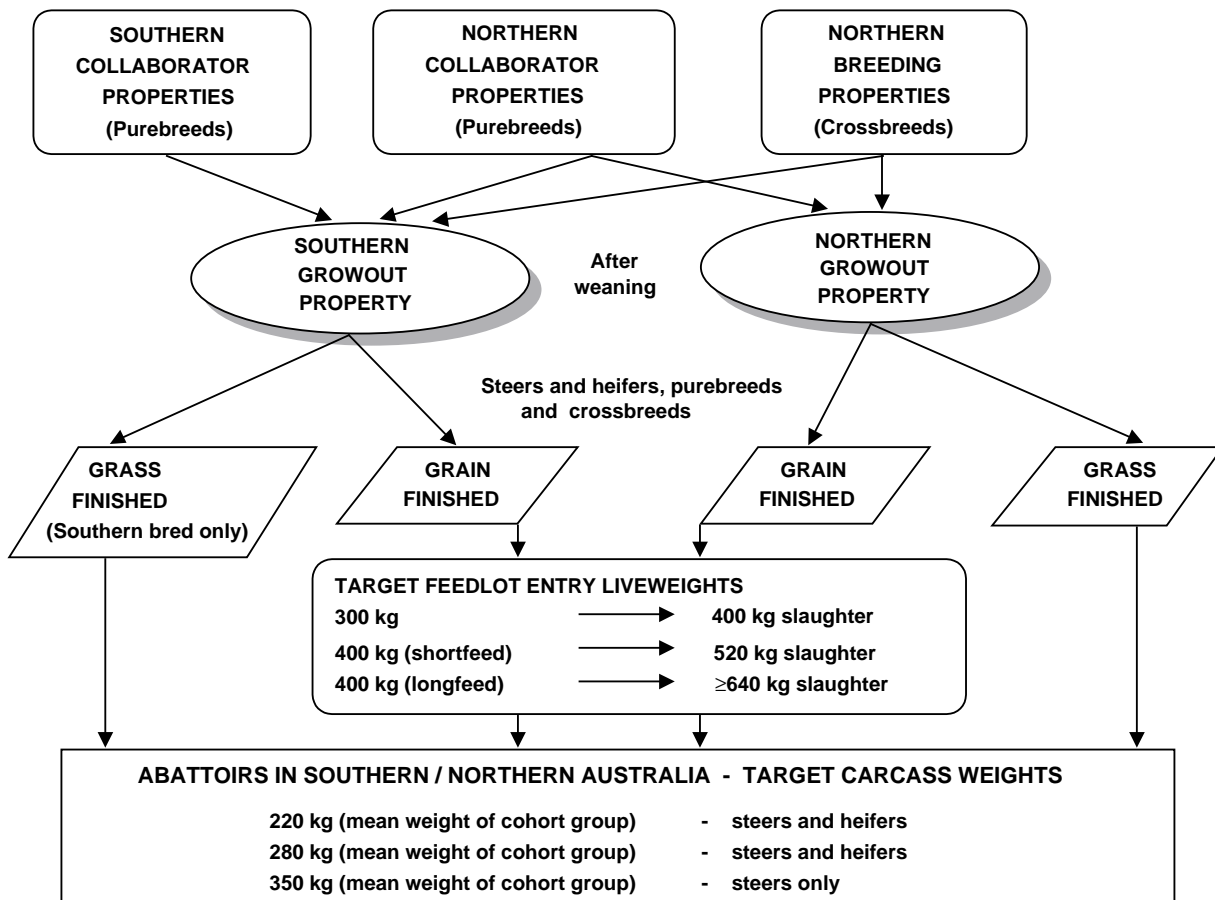 SOUTHERN
COLLABORATOR
PROPERTIES
(Purebreeds)
NORTHERN
COLLABORATOR
PROPERTIES
(Purebreeds)
NORTHERN
BREEDING
PROPERTIES
(Crossbreeds)
SOUTHERN
GROWOUT
PROPERTY
After
weaning
NORTHERN
GROWOUT
PROPERTY
Steers and heifers, purebreeds
and crossbreeds
GRASS
FINISHED
(Southern bred only)
GRAIN
FINISHED
GRAIN
FINISHED
GRASS
FINISHED
TARGET FEEDLOT ENTRY LIVEWEIGHTS
300 kg 400 kg slaughter
400 kg (shortfeed) 520 kg slaughter
400 kg (longfeed) ≥640 kg slaughter
ABATTOIRS IN SOUTHERN / NORTHERN AUSTRALIA - TARGET CARCASS WEIGHTS
220 kg (mean weight of cohort group) - steers and heifers
280 kg (mean weight of cohort group) - steers and heifers
350 kg (mean weight of cohort group) - steers only